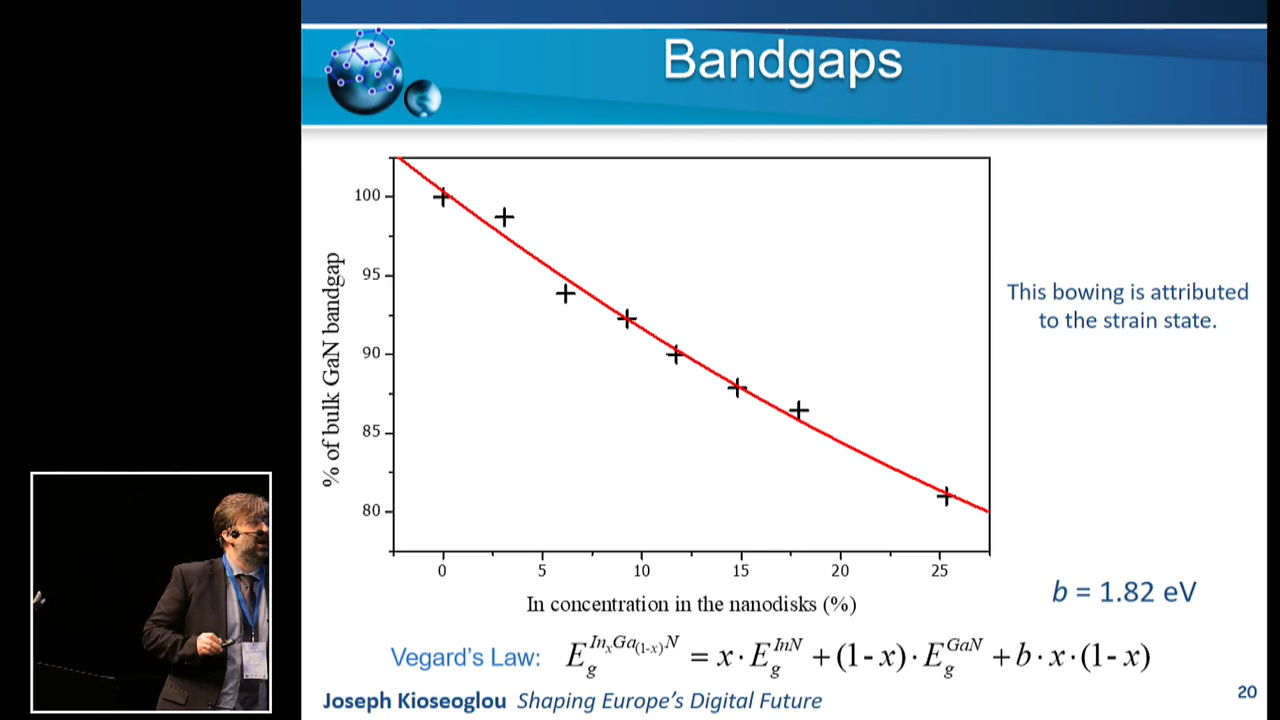 Bandgaps
% of bulk GaN bandgap
100
95
90
85
80
0 5 10 15 20 25
In concentration in the nanodisks (%)
This bowing is attributed
to the strain state.
b = 1.82 eV
Vegard's Law: E_g^{In_xGa_{(1-x)}N} = x · E_g^{InN} + (1-x) · E_g^{GaN} + b · x · (1-x)
Joseph Kioseoglou Shaping Europe's Digital Future
20